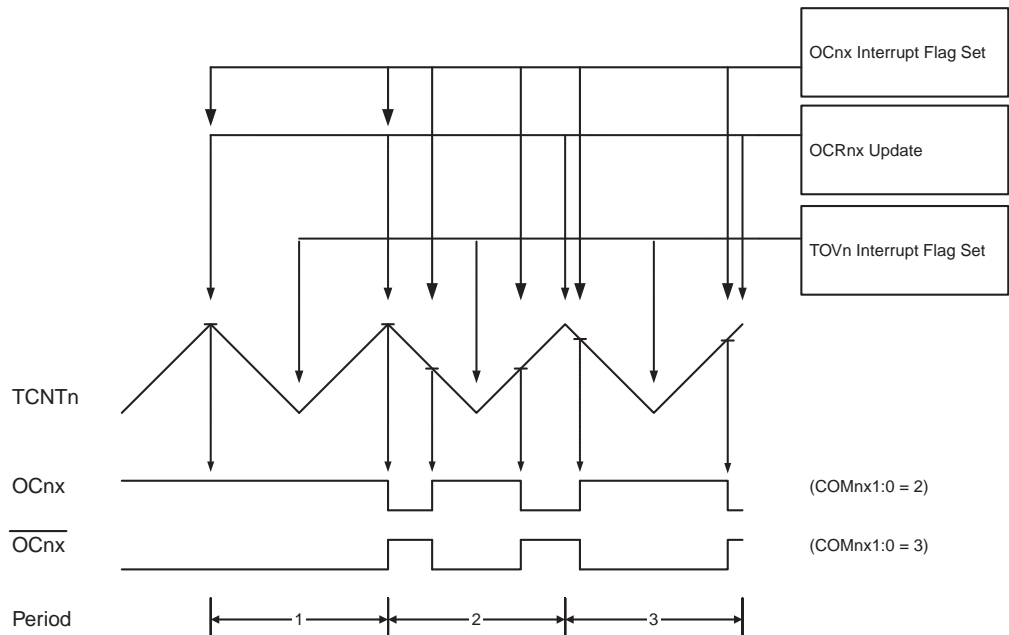 OCnx Interrupt Flag Set
OCRnx Update
TOVn Interrupt Flag Set
TCNTn
OCnx
(COMnx1:0 = 2)
OCnx
(COMnx1:0 = 3)
Period
1
2
3